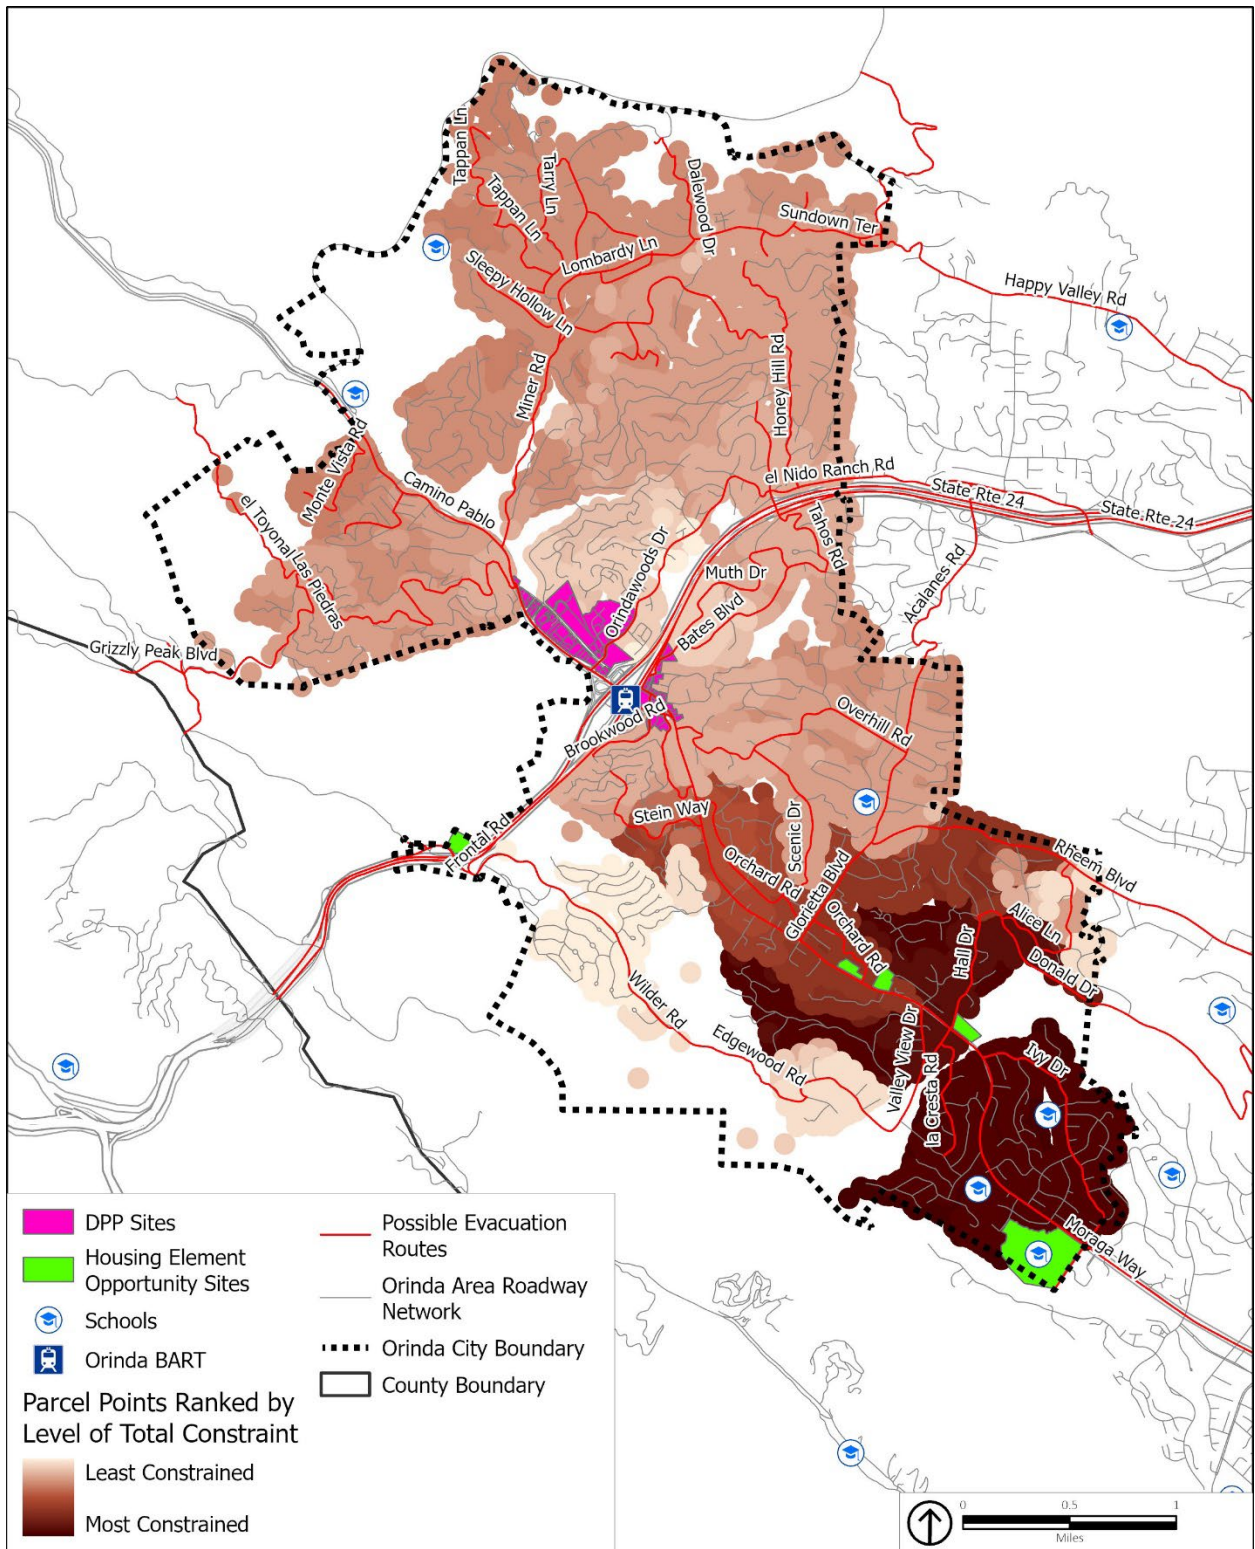 Tappan Ln
Tarry Ln
Dalewood Dr
Tappan Ln
Sundown Ter
Lombardy Ln
Sleepy Hollow Ln
Happy Valley Rd
Miner Rd
Honey Hill Rd
Monte Vista Rd
Camino Pablo
el Nido Ranch Rd
State Rte 24
State Rte 24
el Toyonal
Las Piedras
Tahos Rd
Orindawoods Dr
Muth Dr
Acalanes Rd
Bates Blvd
Grizzly Peak Blvd
Overhill Rd
Brookwood Rd
Stein Way
Scenic Dr
Frontal Rd
Rheem Blvd
Orchard Rd
Glorietta Blvd
Orchard Rd
Alice Ln
Hall Dr
Donald Dr
Wilder Rd
Edgewood Rd
Valley View Dr
la Cresta Rd
Ivy Dr
Moraga Way
DPP Sites
Housing Element
Opportunity Sites
Schools
Orinda BART
Parcel Points Ranked by
Level of Total Constraint
Least Constrained
Most Constrained
Possible Evacuation
Routes
Orinda Area Roadway
Network
Orinda City Boundary
County Boundary
0 0.5 1
Miles